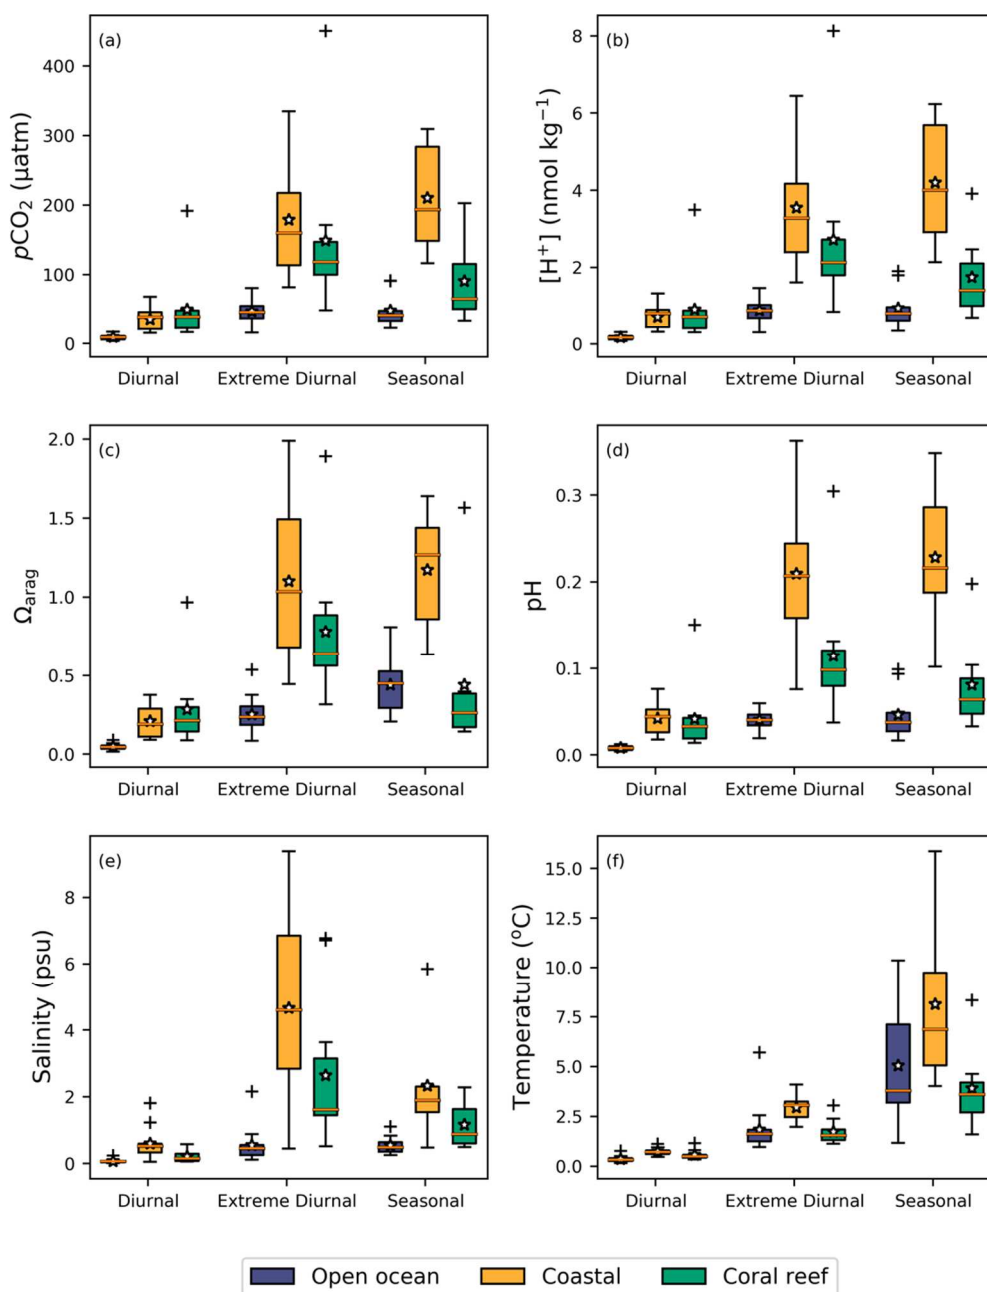 (a)
pCO₂ (μatm)
400
300
200
100
0
Diurnal Extreme Diurnal Seasonal
(b)
[H⁺] (nmol kg⁻¹)
8
6
4
2
0
Diurnal Extreme Diurnal Seasonal
(c)
Ωarag
2.0
1.5
1.0
0.5
0.0
Diurnal Extreme Diurnal Seasonal
(d)
pH
0.3
0.2
0.1
0.0
Diurnal Extreme Diurnal Seasonal
(e)
Salinity (psu)
8
6
4
2
0
Diurnal Extreme Diurnal Seasonal
(f)
Temperature (°C)
15.0
12.5
10.0
7.5
5.0
2.5
0.0
Diurnal Extreme Diurnal Seasonal
Open ocean Coastal Coral reef